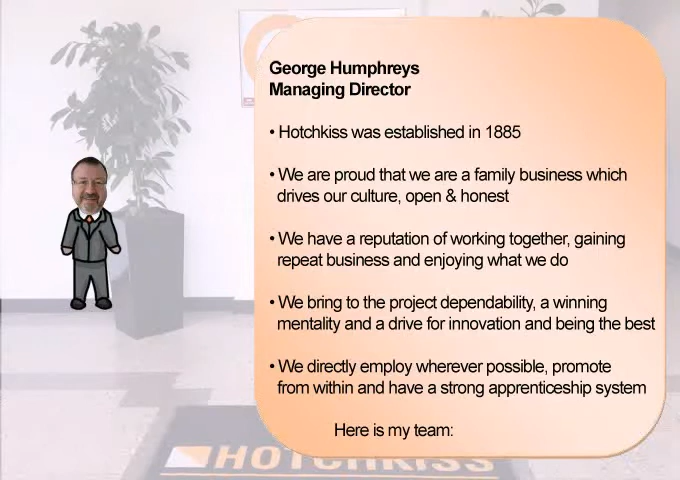 George Humphreys
Managing Director
• Hotchkiss was established in 1885
• We are proud that we are a family business which
drives our culture, open & honest
• We have a reputation of working together, gaining
repeat business and enjoying what we do
• We bring to the project dependability, a winning
mentality and a drive for innovation and being the best
• We directly employ wherever possible, promote
from within and have a strong apprenticeship system
Here is my team:
HOTCHKISS